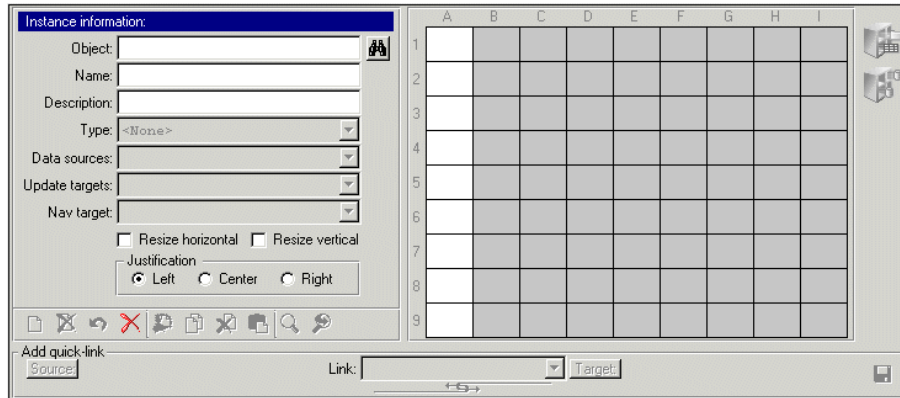 Instance information:
Object:
Name:
Description:
Type: <None>
Data sources:
Update targets:
Nav target:
Resize horizontal Resize vertical
Justification
Left Center Right
A B C D E F G H I
1
2
3
4
5
6
7
8
9
Add quick-link
Source: Link: Target: